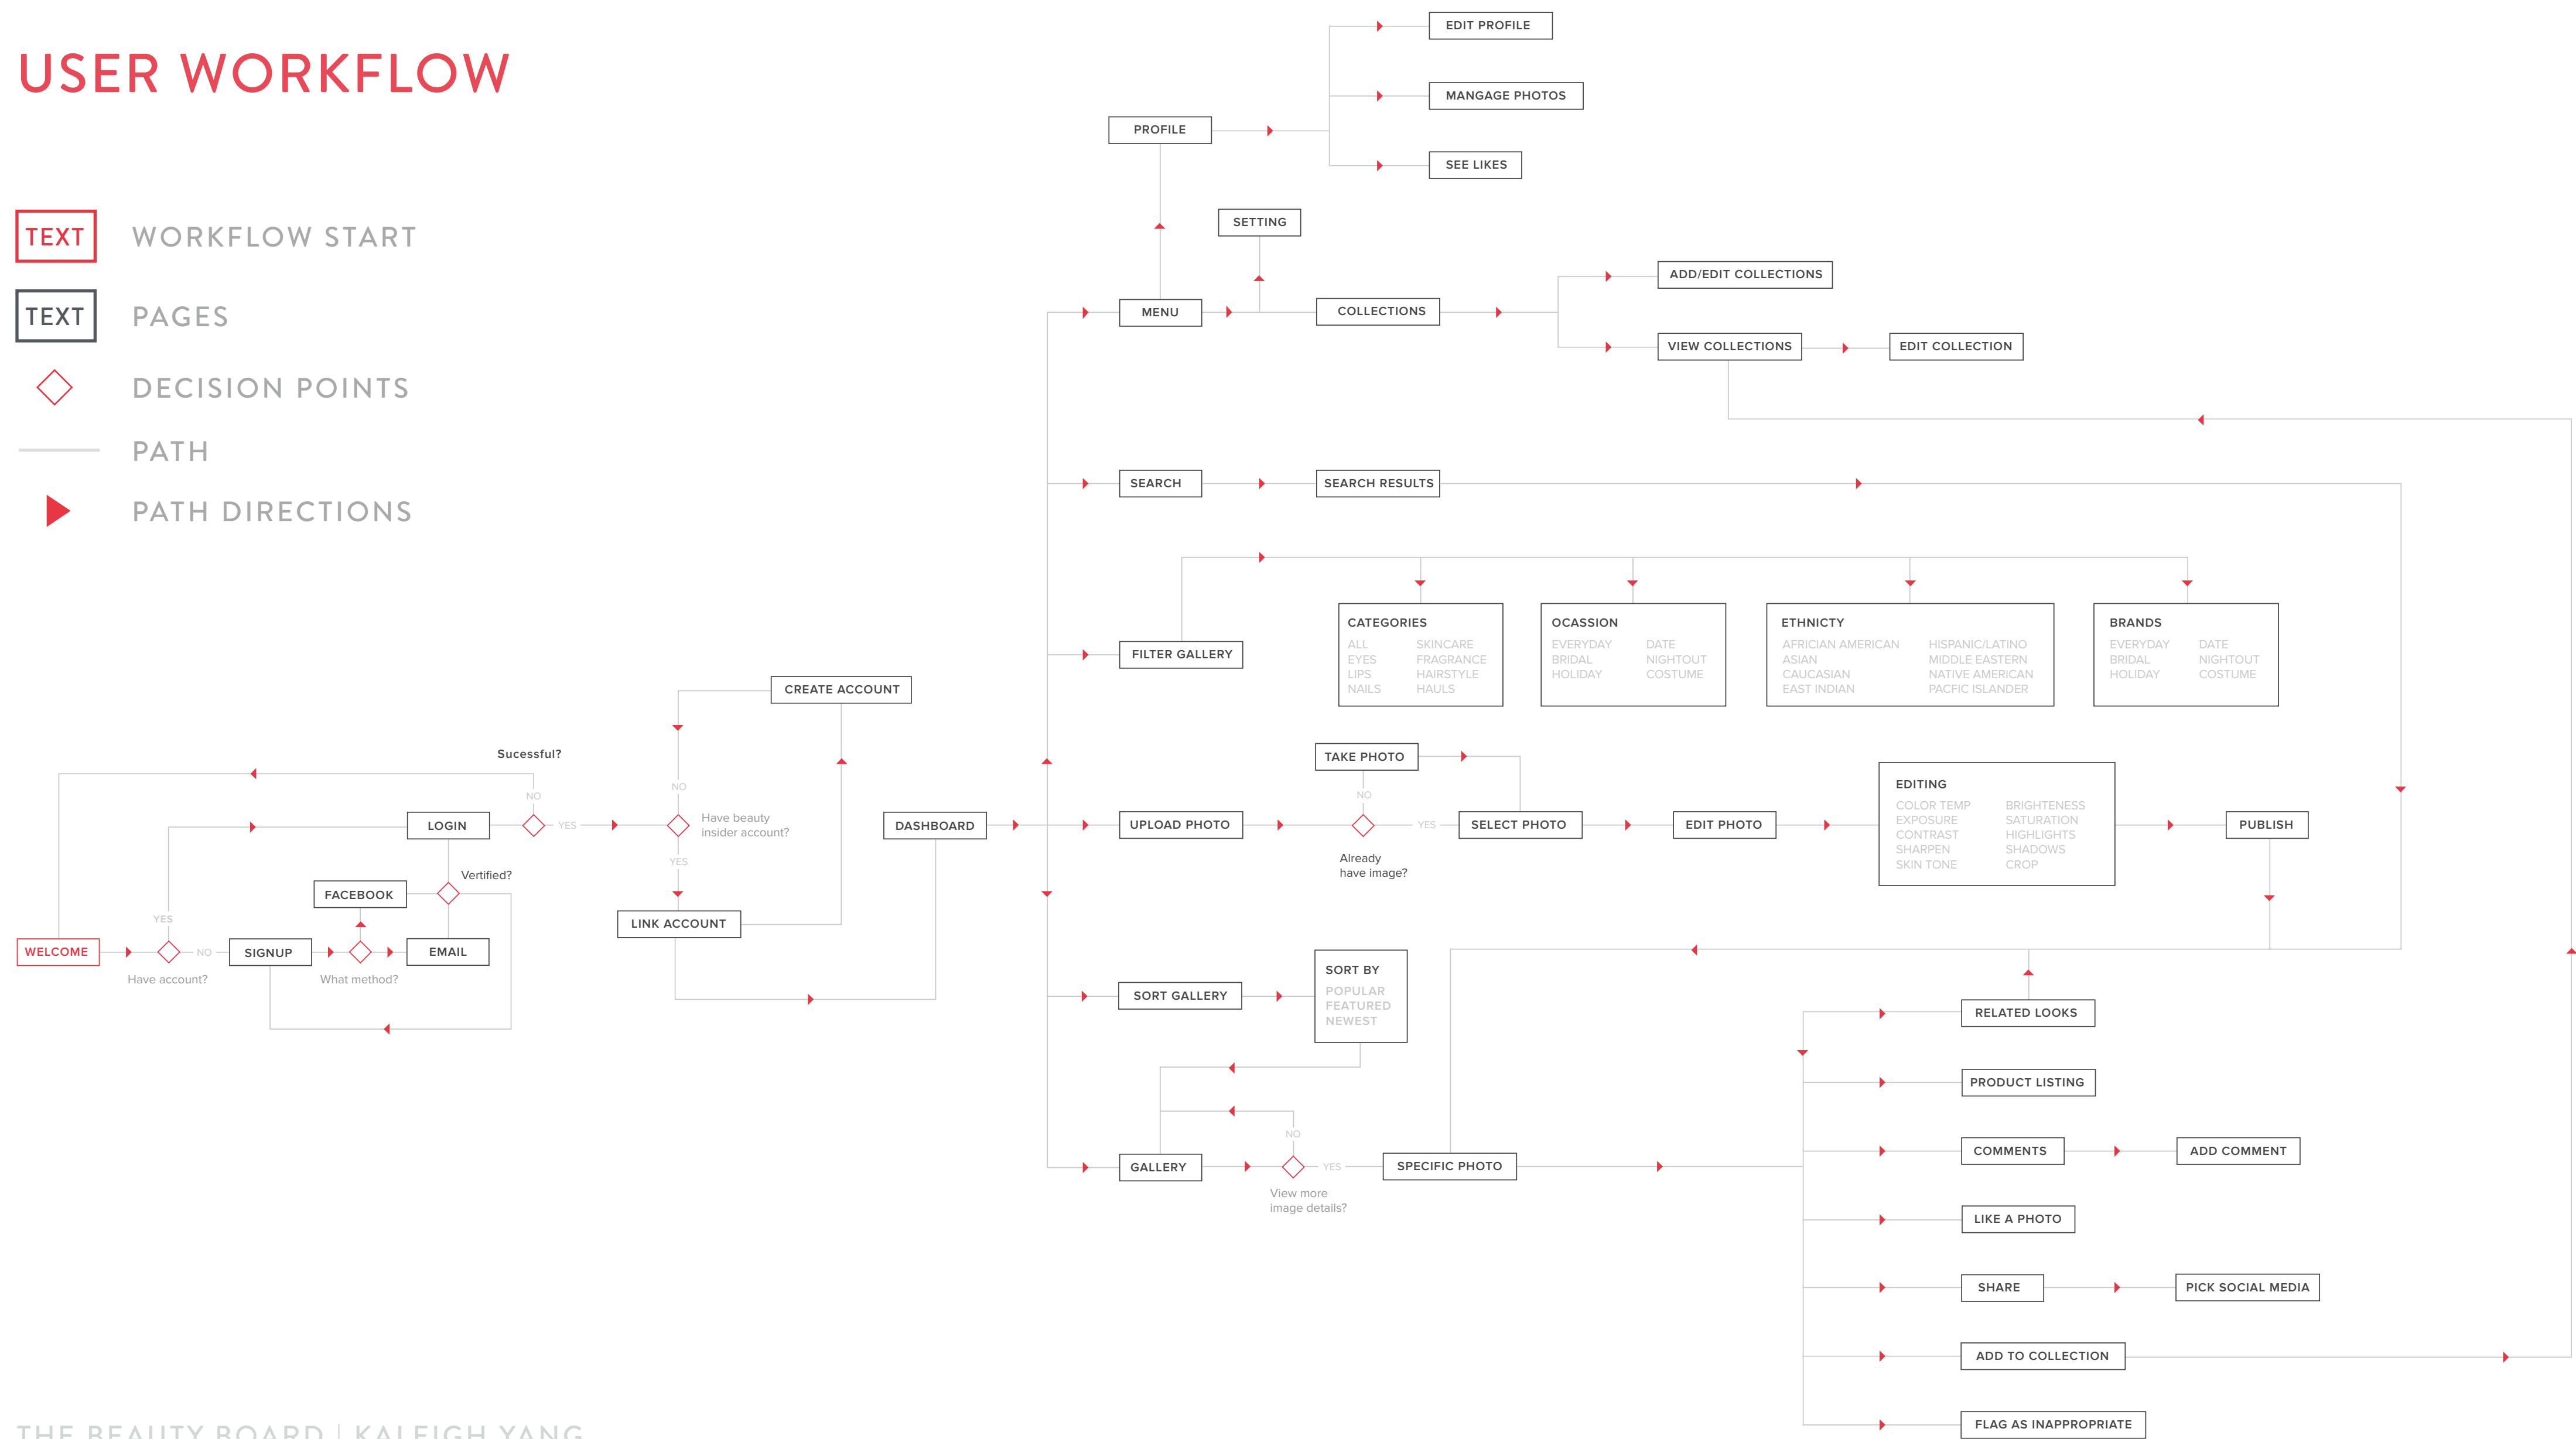 USER WORKFLOW
TEXT
WORKFLOW START
TEXT
PAGES
DECISION POINTS
PATH
PATH DIRECTIONS
EDIT PROFILE
MANGAGE PHOTOS
PROFILE
SEE LIKES
SETTING
ADD/EDIT COLLECTIONS
MENU
COLLECTIONS
VIEW COLLECTIONS
EDIT COLLECTION
SEARCH
SEARCH RESULTS
FILTER GALLERY
CATEGORIES
ALL SKINCARE
EYES FRAGRANCE
LIPS HAIRSTYLE
NAILS HAULS
OCASSION
EVERYDAY DATE
BRIDAL NIGHTOUT
HOLIDAY COSTUME
ETHNICTY
AFRICIAN AMERICAN HISPANIC/LATINO
ASIAN MIDDLE EASTERN
CAUCASIAN NATIVE AMERICAN
EAST INDIAN PACFIC ISLANDER
BRANDS
EVERYDAY DATE
BRIDAL NIGHTOUT
HOLIDAY COSTUME
CREATE ACCOUNT
Sucessful?
NO
LOGIN
YES
NO
Have beauty
insider account?
YES
LINK ACCOUNT
DASHBOARD
Vertified?
FACEBOOK
YES
WELCOME
NO
SIGNUP
EMAIL
Have account?
What method?
TAKE PHOTO
NO
UPLOAD PHOTO
YES
SELECT PHOTO
Already
have image?
EDIT PHOTO
EDITING
COLOR TEMP BRIGHTENESS
EXPOSURE SATURATION
CONTRAST HIGHLIGHTS
SHARPEN SHADOWS
SKIN TONE CROP
PUBLISH
SORT GALLERY
SORT BY
POPULAR
FEATURED
NEWEST
GALLERY
NO
YES
View more
image details?
SPECIFIC PHOTO
RELATED LOOKS
PRODUCT LISTING
COMMENTS
ADD COMMENT
LIKE A PHOTO
SHARE
PICK SOCIAL MEDIA
ADD TO COLLECTION
FLAG AS INAPPROPRIATE
THE BEAUTY BOARD | KALEIGH YANG